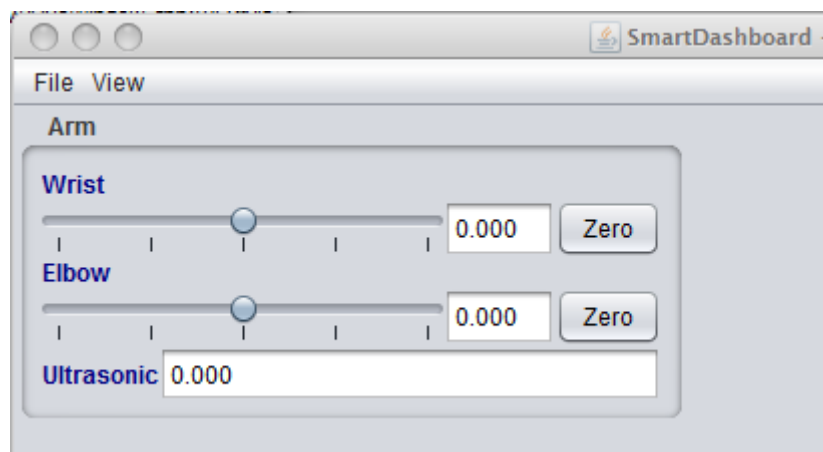 SmartDashboard -
File View
Arm
Wrist
0.000 Zero
Elbow
0.000 Zero
Ultrasonic 0.000